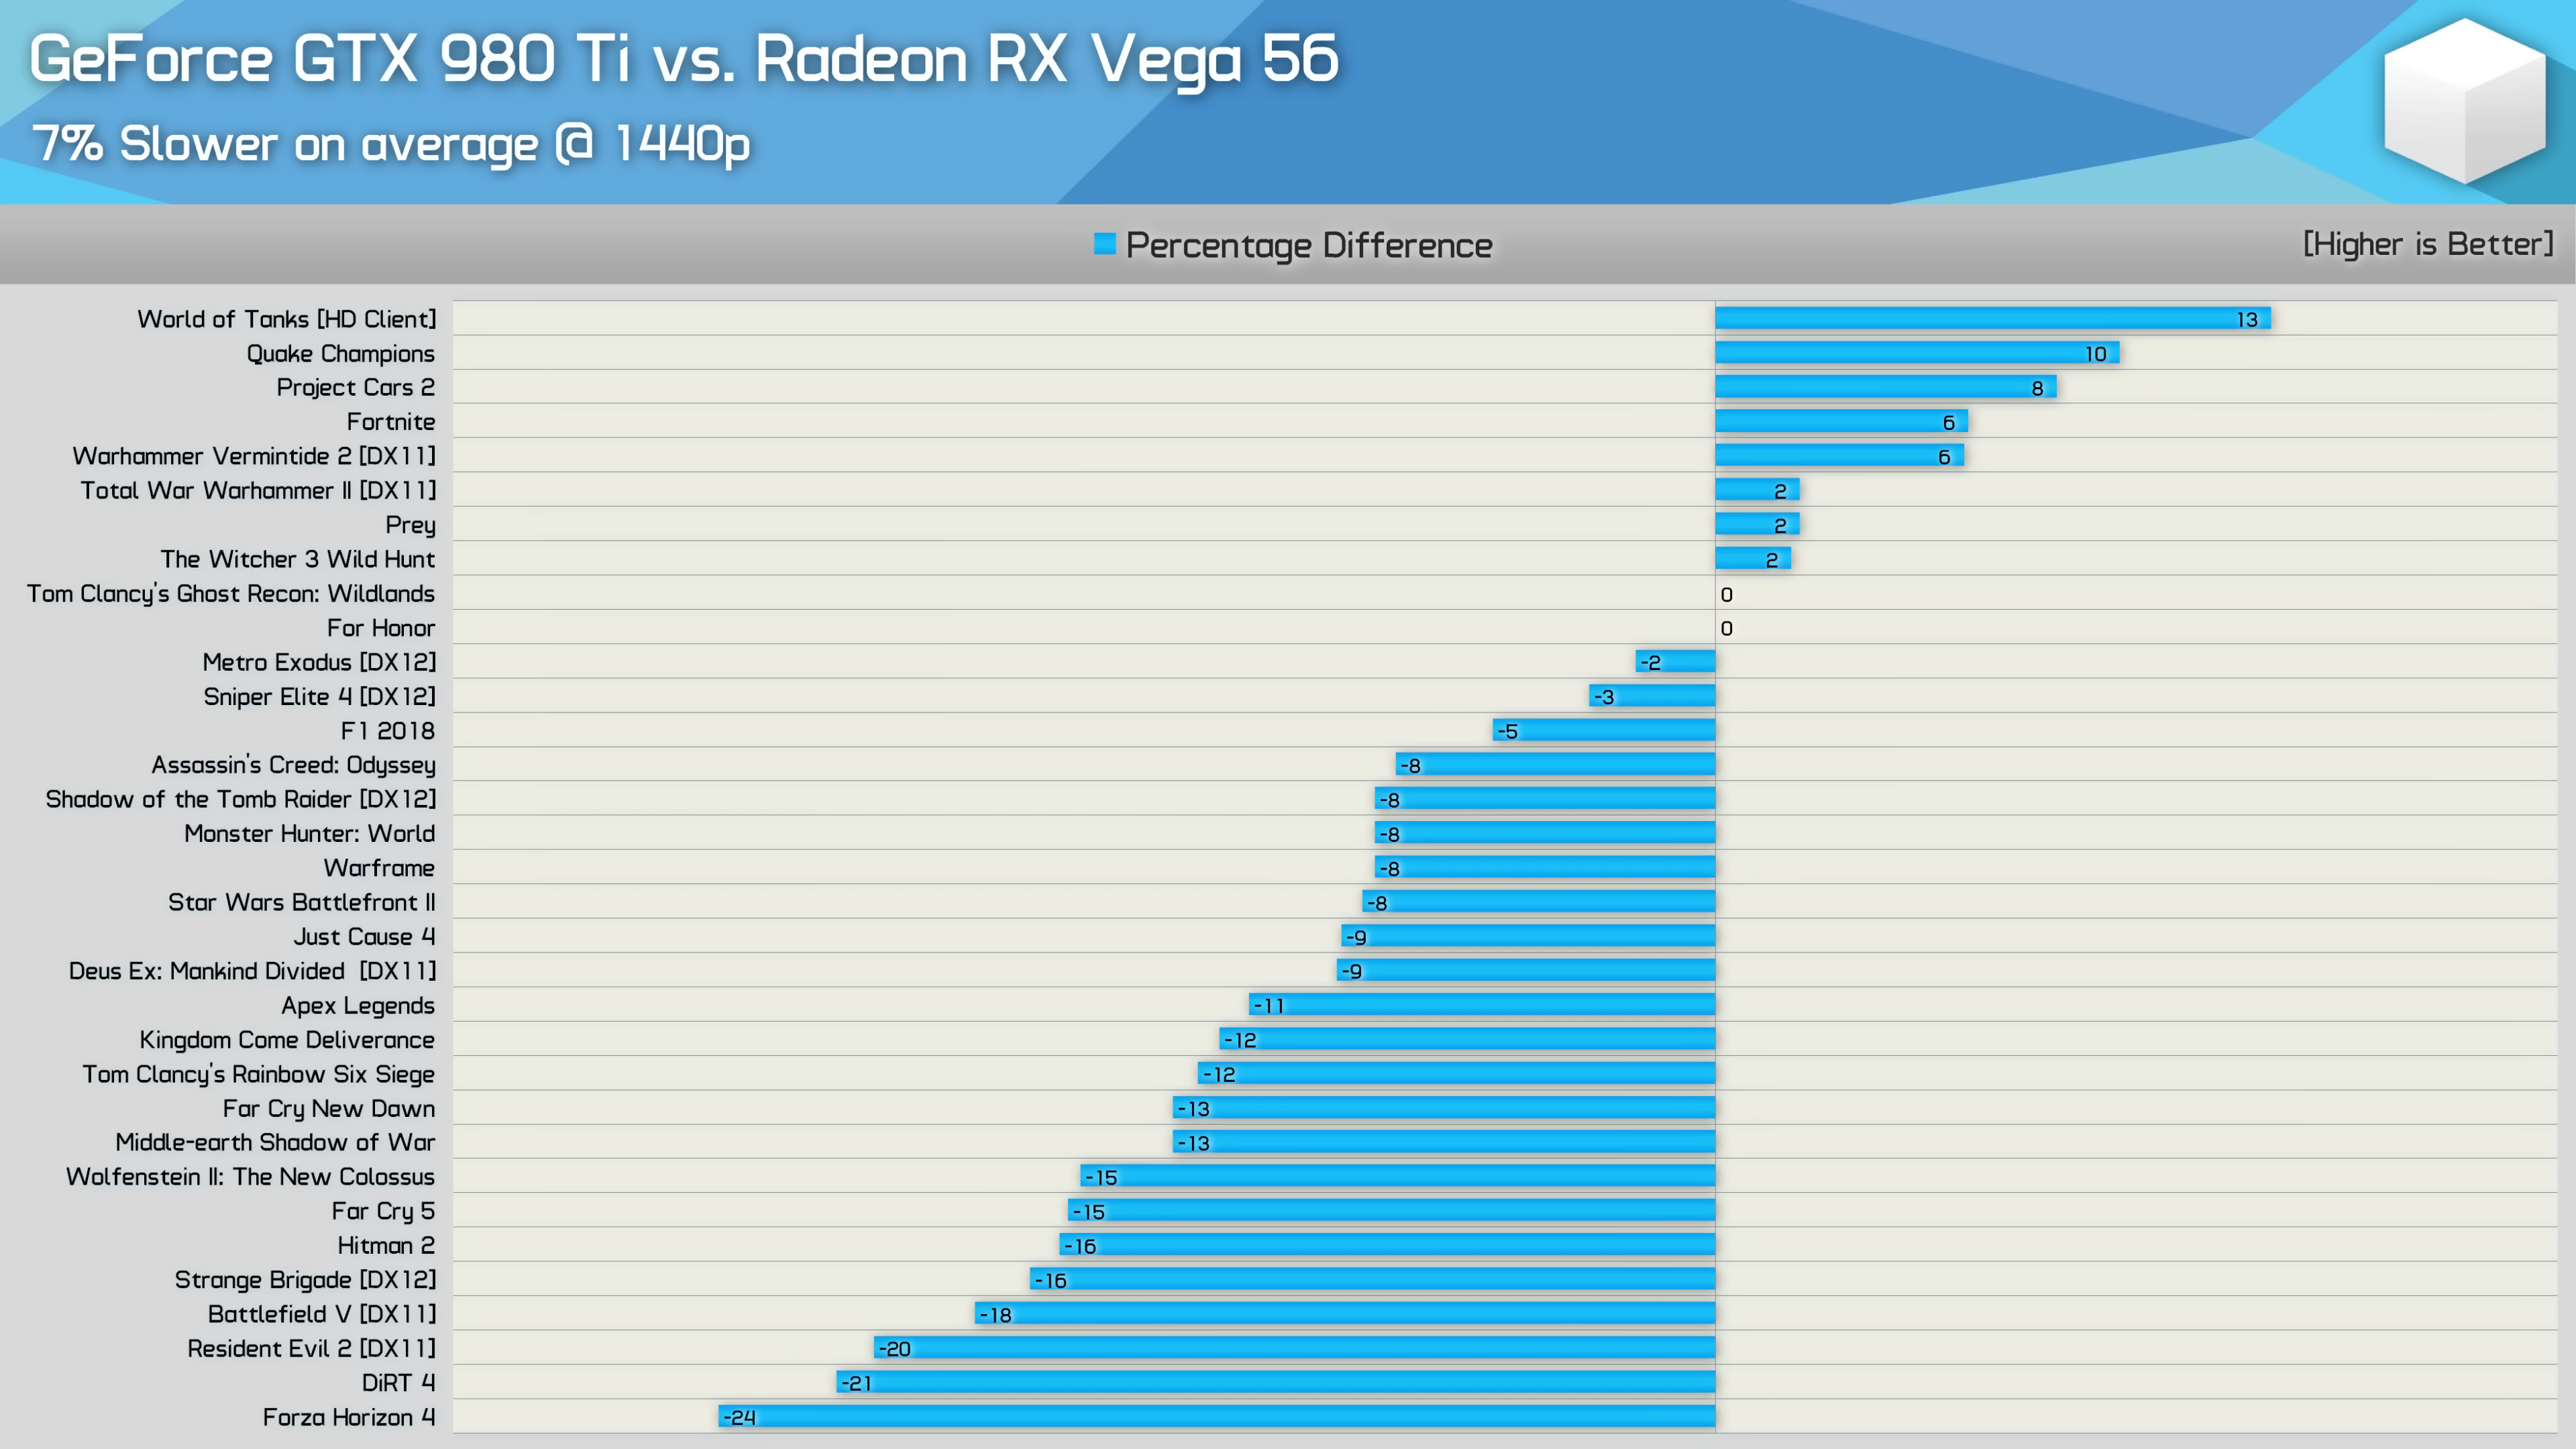 GeForce GTX 980 Ti vs. Radeon RX Vega 56
7% Slower on average @ 1440p
Percentage Difference
[Higher is Better]
World of Tanks [HD Client] 13
Quake Champions 10
Project Cars 2 8
Fortnite 6
Warhammer Vermintide 2 [DX11] 6
Total War Warhammer II [DX11] 2
Prey 2
The Witcher 3 Wild Hunt 2
Tom Clancy's Ghost Recon: Wildlands 0
For Honor 0
Metro Exodus [DX12] -2
Sniper Elite 4 [DX12] -3
F1 2018 -5
Assassin's Creed: Odyssey -8
Shadow of the Tomb Raider [DX12] -8
Monster Hunter: World -8
Warframe -8
Star Wars Battlefront II -8
Just Cause 4 -9
Deus Ex: Mankind Divided [DX11] -9
Apex Legends -11
Kingdom Come Deliverance -12
Tom Clancy's Rainbow Six Siege -12
Far Cry New Dawn -13
Middle-earth Shadow of War -13
Wolfenstein II: The New Colossus -15
Far Cry 5 -15
Hitman 2 -16
Strange Brigade [DX12] -16
Battlefield V [DX11] -18
Resident Evil 2 [DX11] -20
DiRT 4 -21
Forza Horizon 4 -24